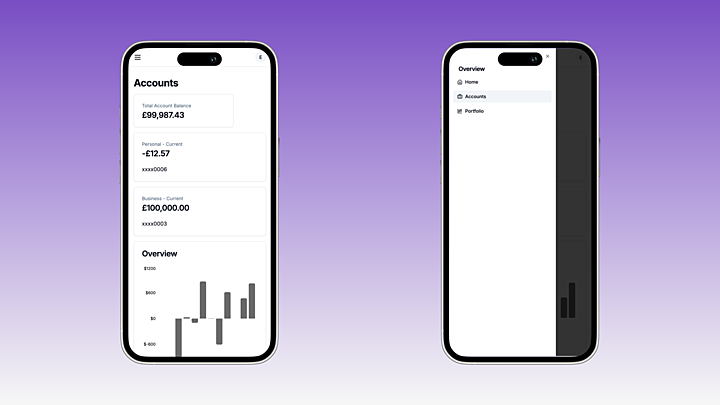 E
Accounts
Total Account Balance
£99,987.43
Personal - Current
-£12.57
xxxx0006
Business - Current
£100,000.00
xxxx0003
Overview
$1200
$600
$0
$-600
Overview
Home
Accounts
Portfolio